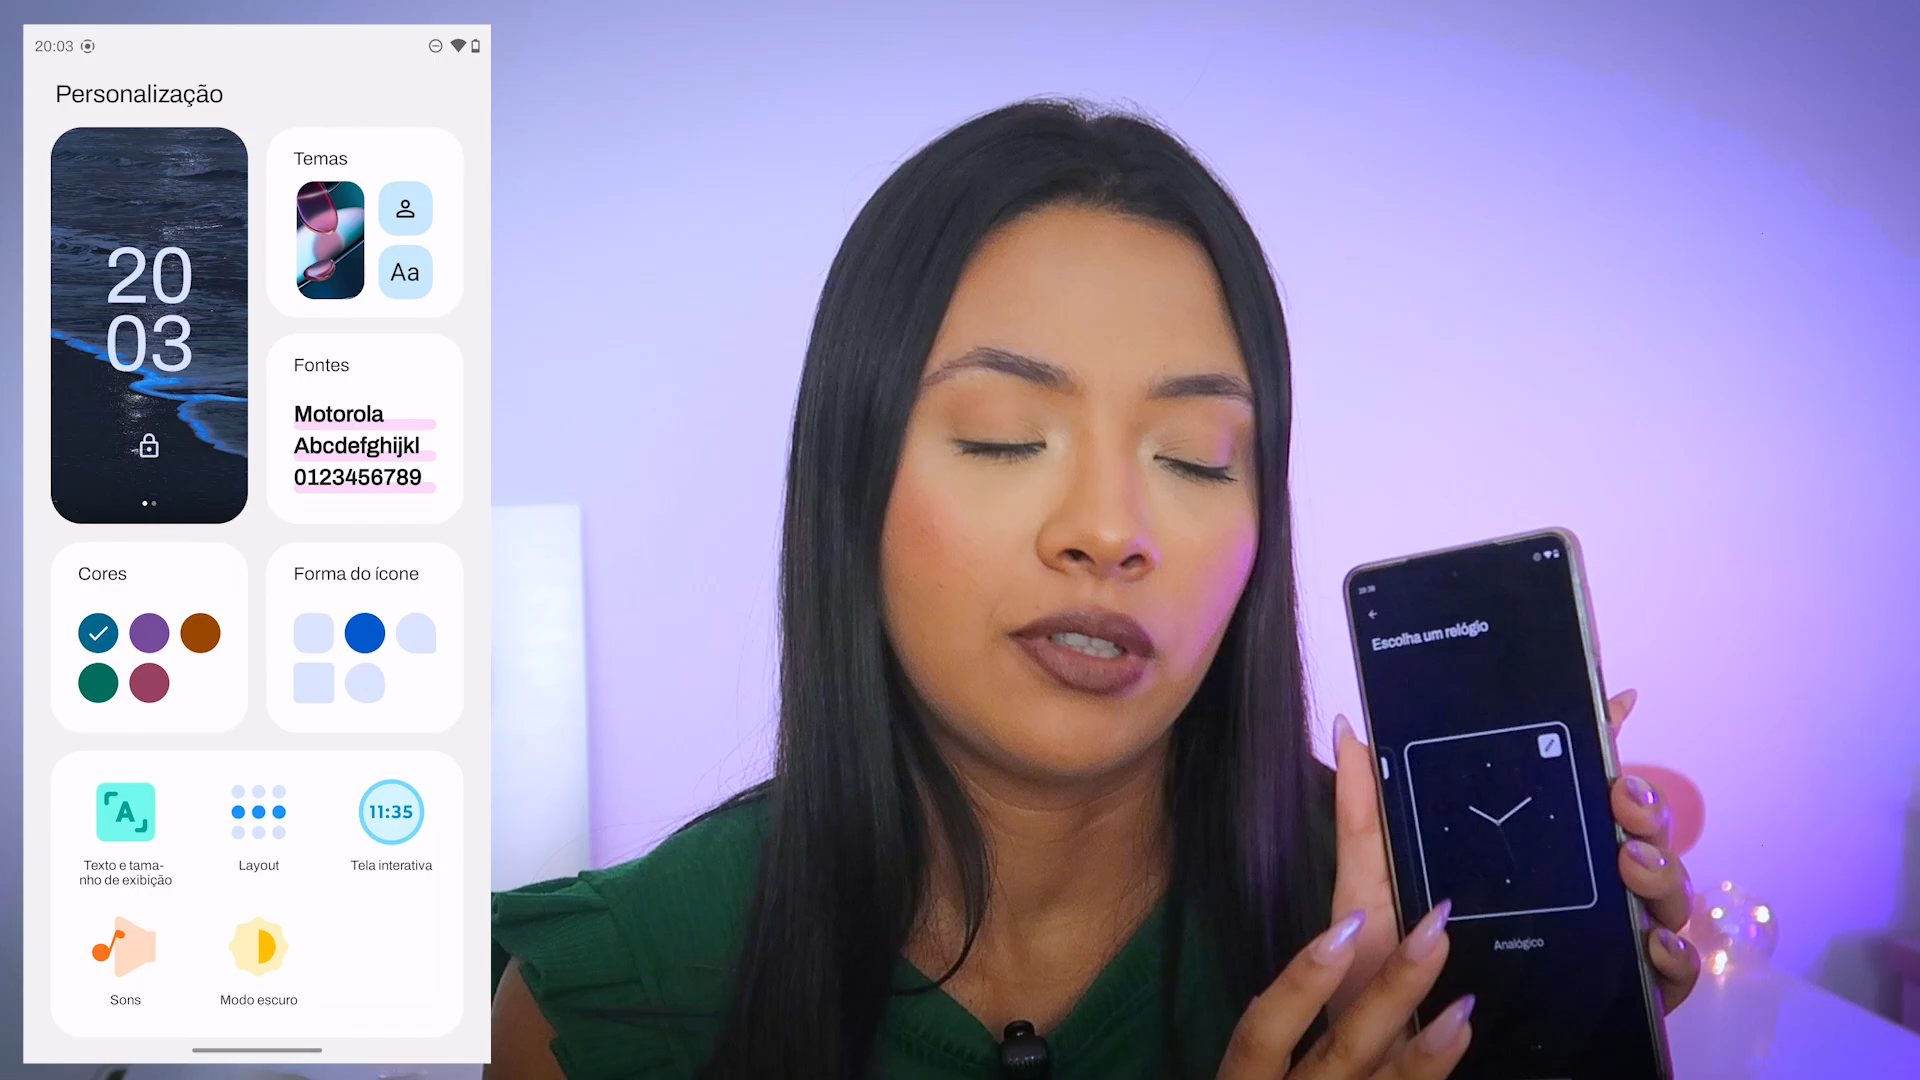 20:03
Personalização
20
03
Temas
Aa
Fontes
Motorola
Abcdefghijkl
0123456789
Cores
Forma do ícone
A
Texto e tama-
nho de exibição
Layout
11:35
Tela interativa
Sons
Modo escuro
Escolha um relógio
Analógico